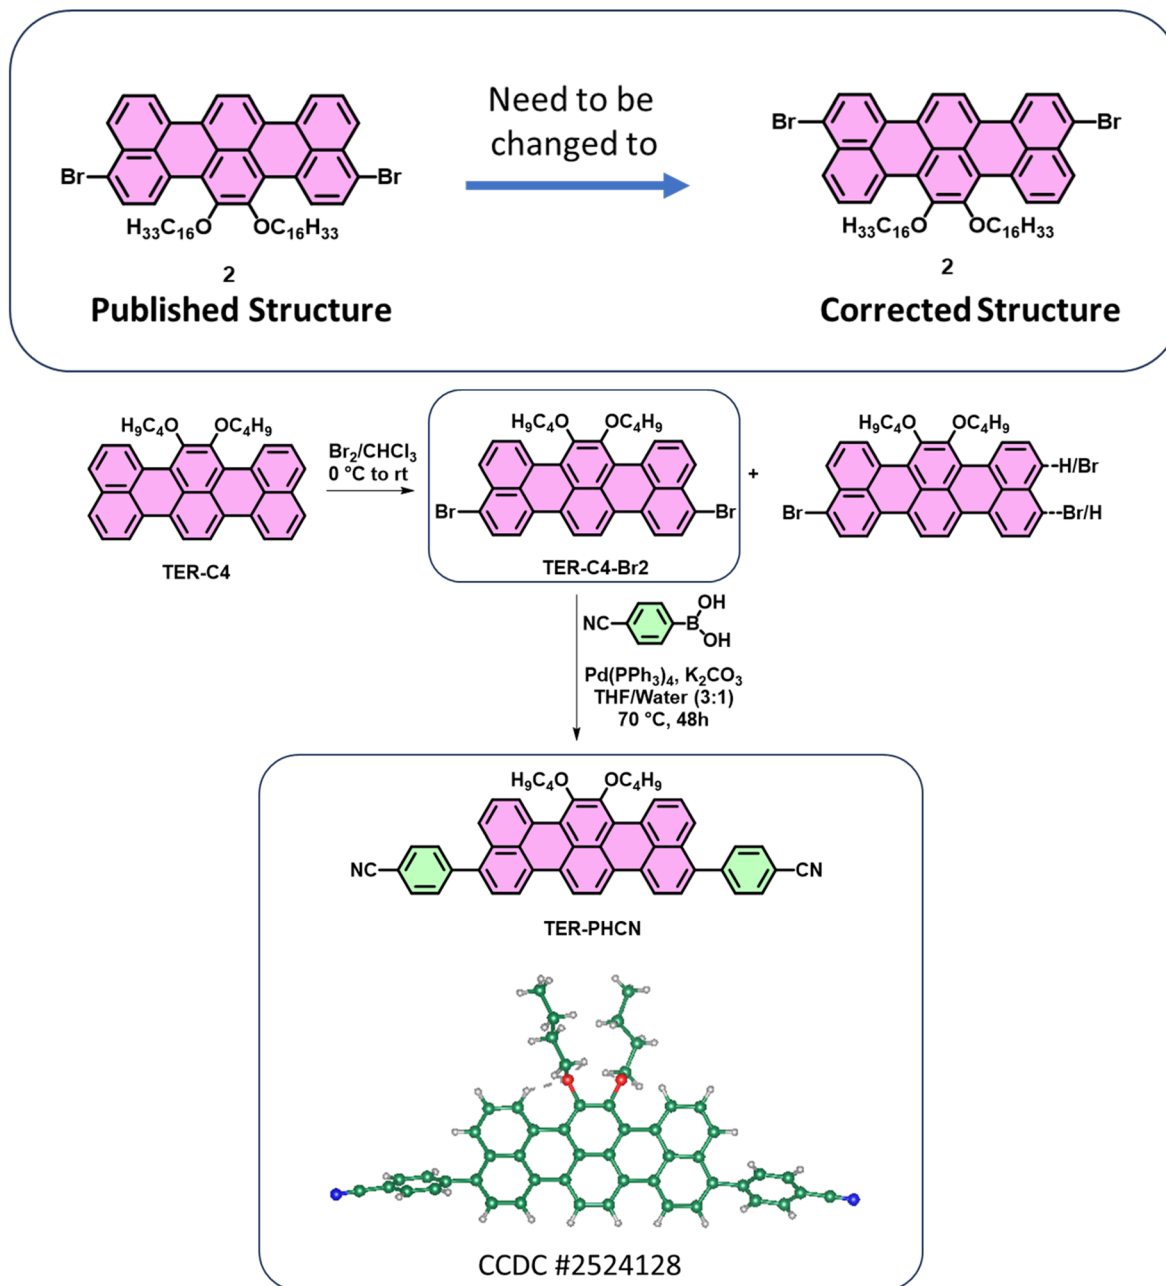 Need to be
changed to
Br
Br
H₃₃C₁₆O
OC₁₆H₃₃
2
Published Structure
Br
Br
H₃₃C₁₆O
OC₁₆H₃₃
2
Corrected Structure
H₉C₄O
OC₄H₉
TER-C4
Br₂/CHCl₃
0 °C to rt
H₉C₄O
OC₄H₉
Br
Br
TER-C4-Br2
+
H₉C₄O
OC₄H₉
H/Br
Br
Br/H
NC
B
OH
OH
Pd(PPh₃)₄, K₂CO₃
THF/Water (3:1)
70 °C, 48h
H₉C₄O
OC₄H₉
NC
CN
TER-PHCN
CCDC #2524128